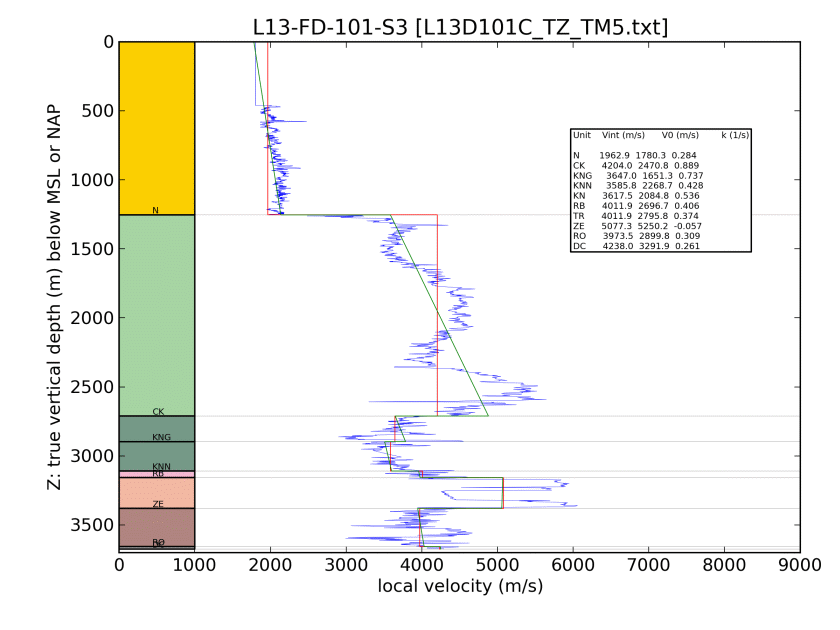 L13-FD-101-S3 [L13D101C_TZ_TM5.txt]
0
500
1000
1500
2000
2500
3000
3500
Z: true vertical depth (m) below MSL or NAP
N
CK
KNG
KNN
RB
ZE
RO
Unit Vint (m/s) V0 (m/s) k (1/s)
N 1962.9 1780.3 0.284
CK 4204.0 2470.8 0.889
KNG 3647.0 1651.3 0.737
KNN 3585.8 2268.7 0.428
KN 3617.5 2084.8 0.536
RB 4011.9 2696.7 0.406
TR 4011.9 2795.8 0.374
ZE 5077.3 5250.2 -0.057
RO 3973.5 2899.8 0.309
DC 4238.0 3291.9 0.261
0 1000 2000 3000 4000 5000 6000 7000 8000 9000
local velocity (m/s)